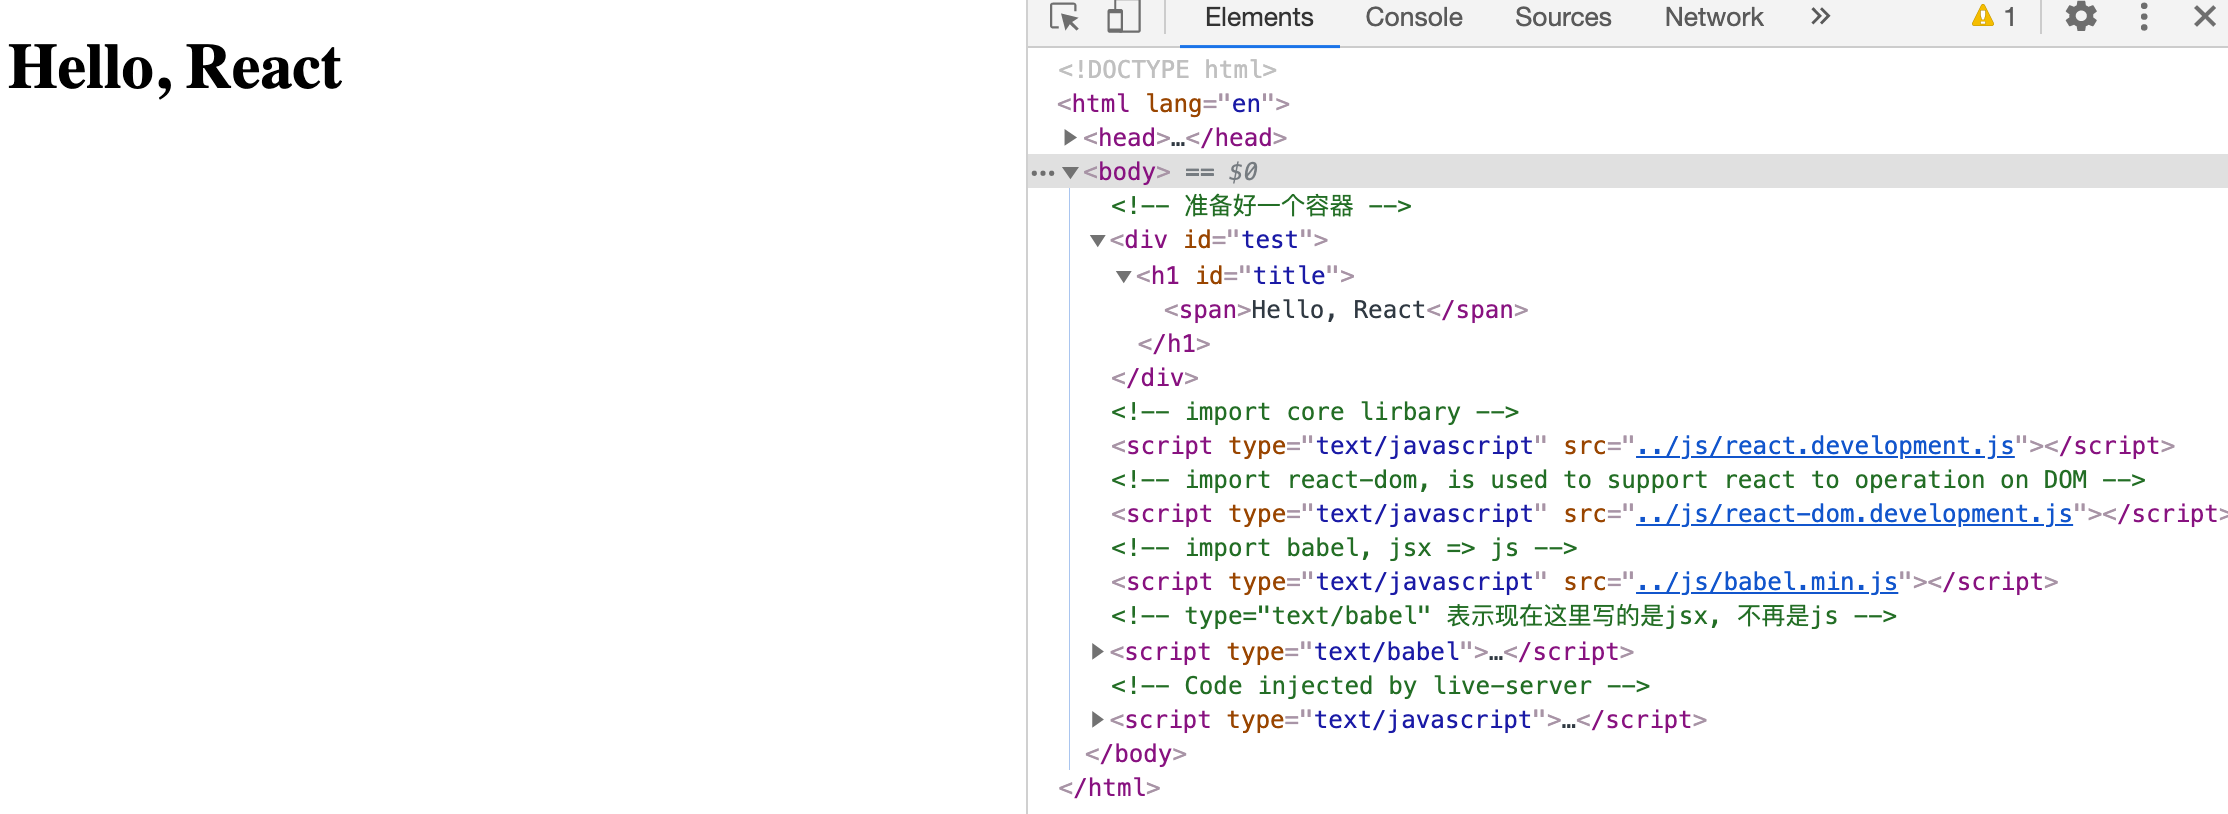 Hello, React
Elements Console Sources Network » 1
<!DOCTYPE html>
<html lang="en">
<head>…</head>
<body> == $0
<!-- 准备好一个容器 -->
<div id="test">
<h1 id="title">
<span>Hello, React</span>
</h1>
</div>
<!-- import core lirbary -->
<script type="text/javascript" src="../js/react.development.js"></script>
<!-- import react-dom, is used to support react to operation on DOM -->
<script type="text/javascript" src="../js/react-dom.development.js"></script>
<!-- import babel, jsx => js -->
<script type="text/javascript" src="../js/babel.min.js"></script>
<!-- type="text/babel" 表示现在这里写的是jsx, 不再是js -->
<script type="text/babel">…</script>
<!-- Code injected by live-server -->
<script type="text/javascript">…</script>
</body>
</html>